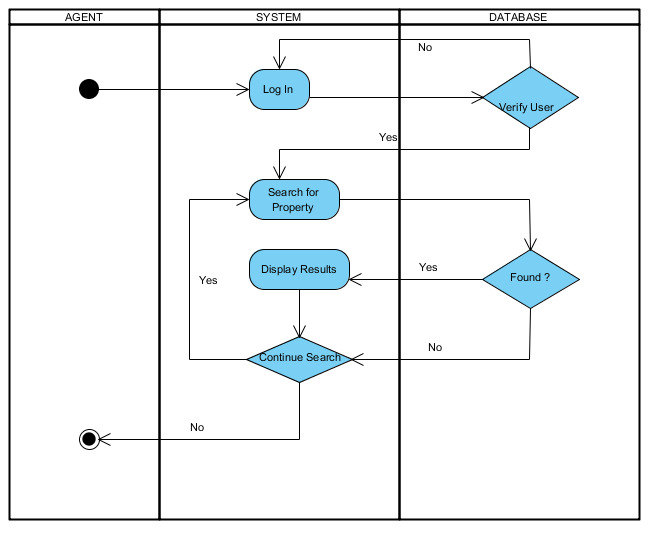 AGENT
SYSTEM
DATABASE
No
Log In
Verify User
Yes
Search for
Property
Display Results
Yes
Found ?
Yes
No
Continue Search
No